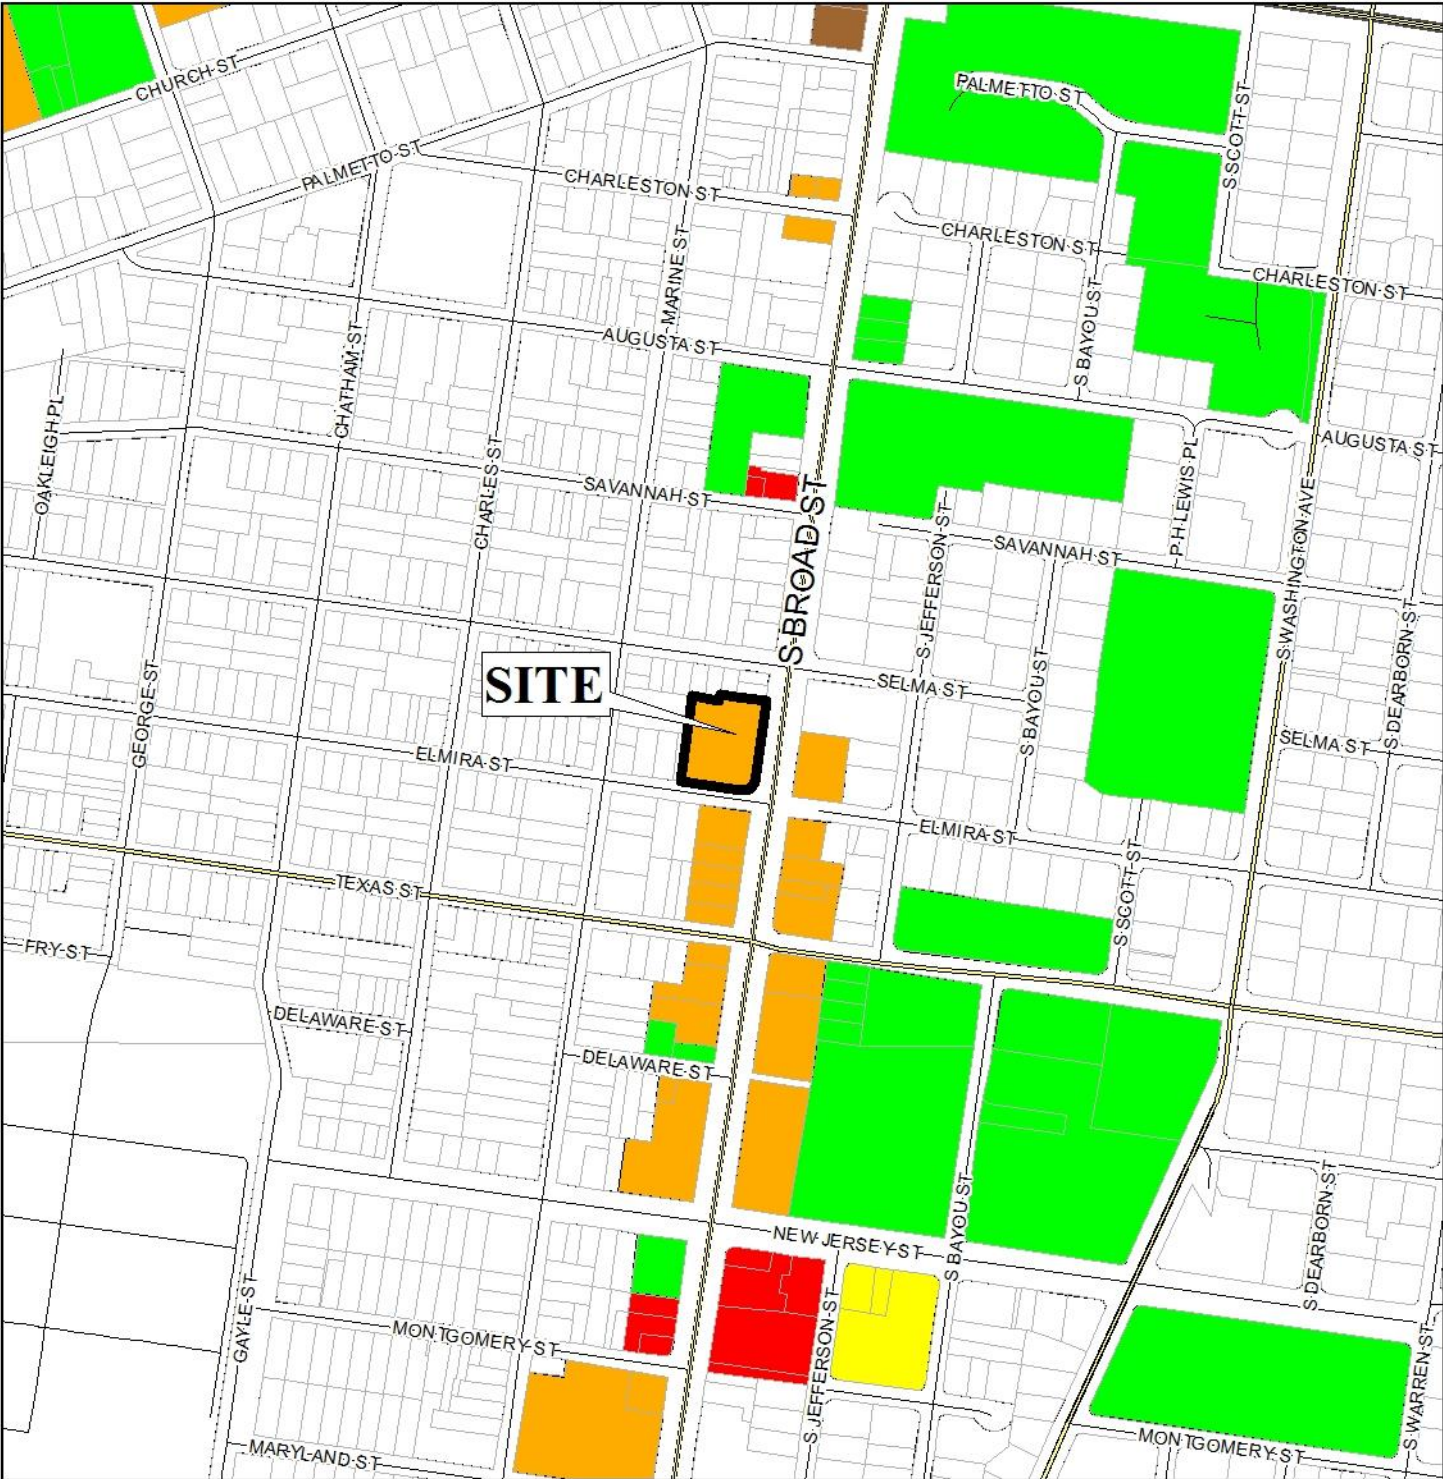 CHURCH ST
PALMETTO ST
S SCOTT ST
PALMETTO ST
CHARLESTON ST
CHARLESTON ST
CHARLESTON ST
MARINE ST
S BAYOU ST
AUGUSTA ST
CHATHAM ST
OAKLEIGH PL
AUGUSTA ST
CHARLES ST
SAVANNAH ST
P H LEWIS PL
S WASHINGTON AVE
S BROAD ST
SAVANNAH ST
S JEFFERSON ST
S DEARBORN ST
SITE
SELMA ST
S BAYOU ST
GEORGE ST
SELMA ST
ELMIRA ST
ELMIRA ST
TEXAS ST
S SCOTT ST
FRY ST
DELAWARE ST
DELAWARE ST
S BAYOU ST
S DEARBORN ST
NEW JERSEY ST
GAYLE ST
MONTGOMERY ST
S JEFFERSON ST
S WARREN ST
MONTGOMERY ST
MARYLAND ST